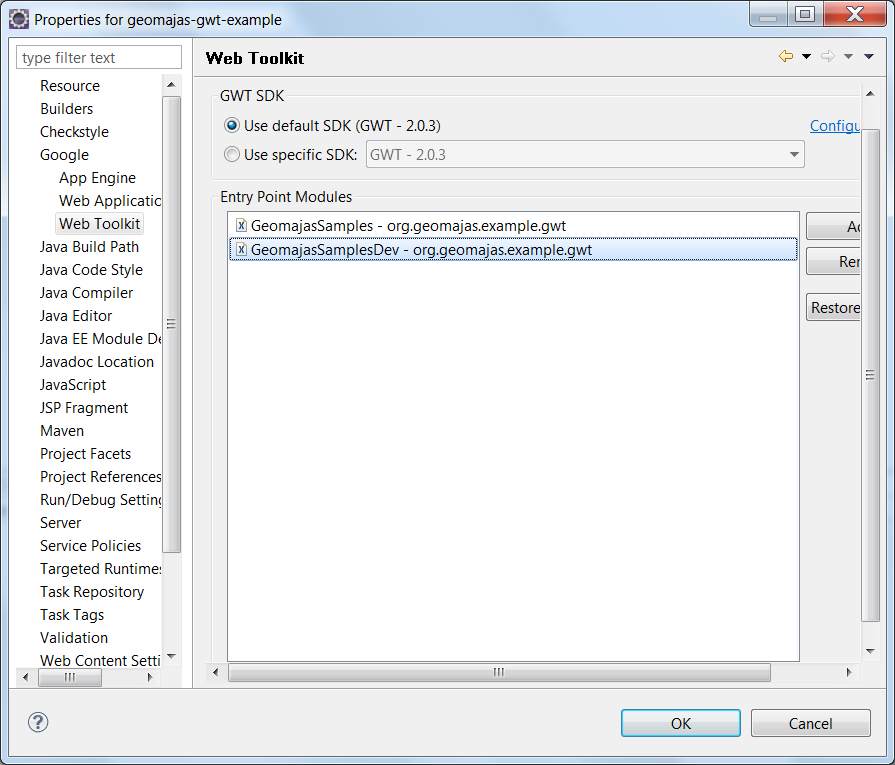 Properties for geomajas-gwt-example
type filter text
Resource
Builders
Checkstyle
Google
App Engine
Web Applicatio
Web Toolkit
Java Build Path
Java Code Style
Java Compiler
Java Editor
Java EE Module De
Javadoc Location
JavaScript
JSP Fragment
Maven
Project Facets
Project References
Run/Debug Setting
Server
Service Policies
Targeted Runtimes
Task Repository
Task Tags
Validation
Web Content Setti
Web Toolkit
GWT SDK
Use default SDK (GWT - 2.0.3)
Configu
Use specific SDK: GWT - 2.0.3
Entry Point Modules
GeomajasSamples - org.geomajas.example.gwt
GeomajasSamplesDev - org.geomajas.example.gwt
Ad
Rem
Restore
?
OK
Cancel